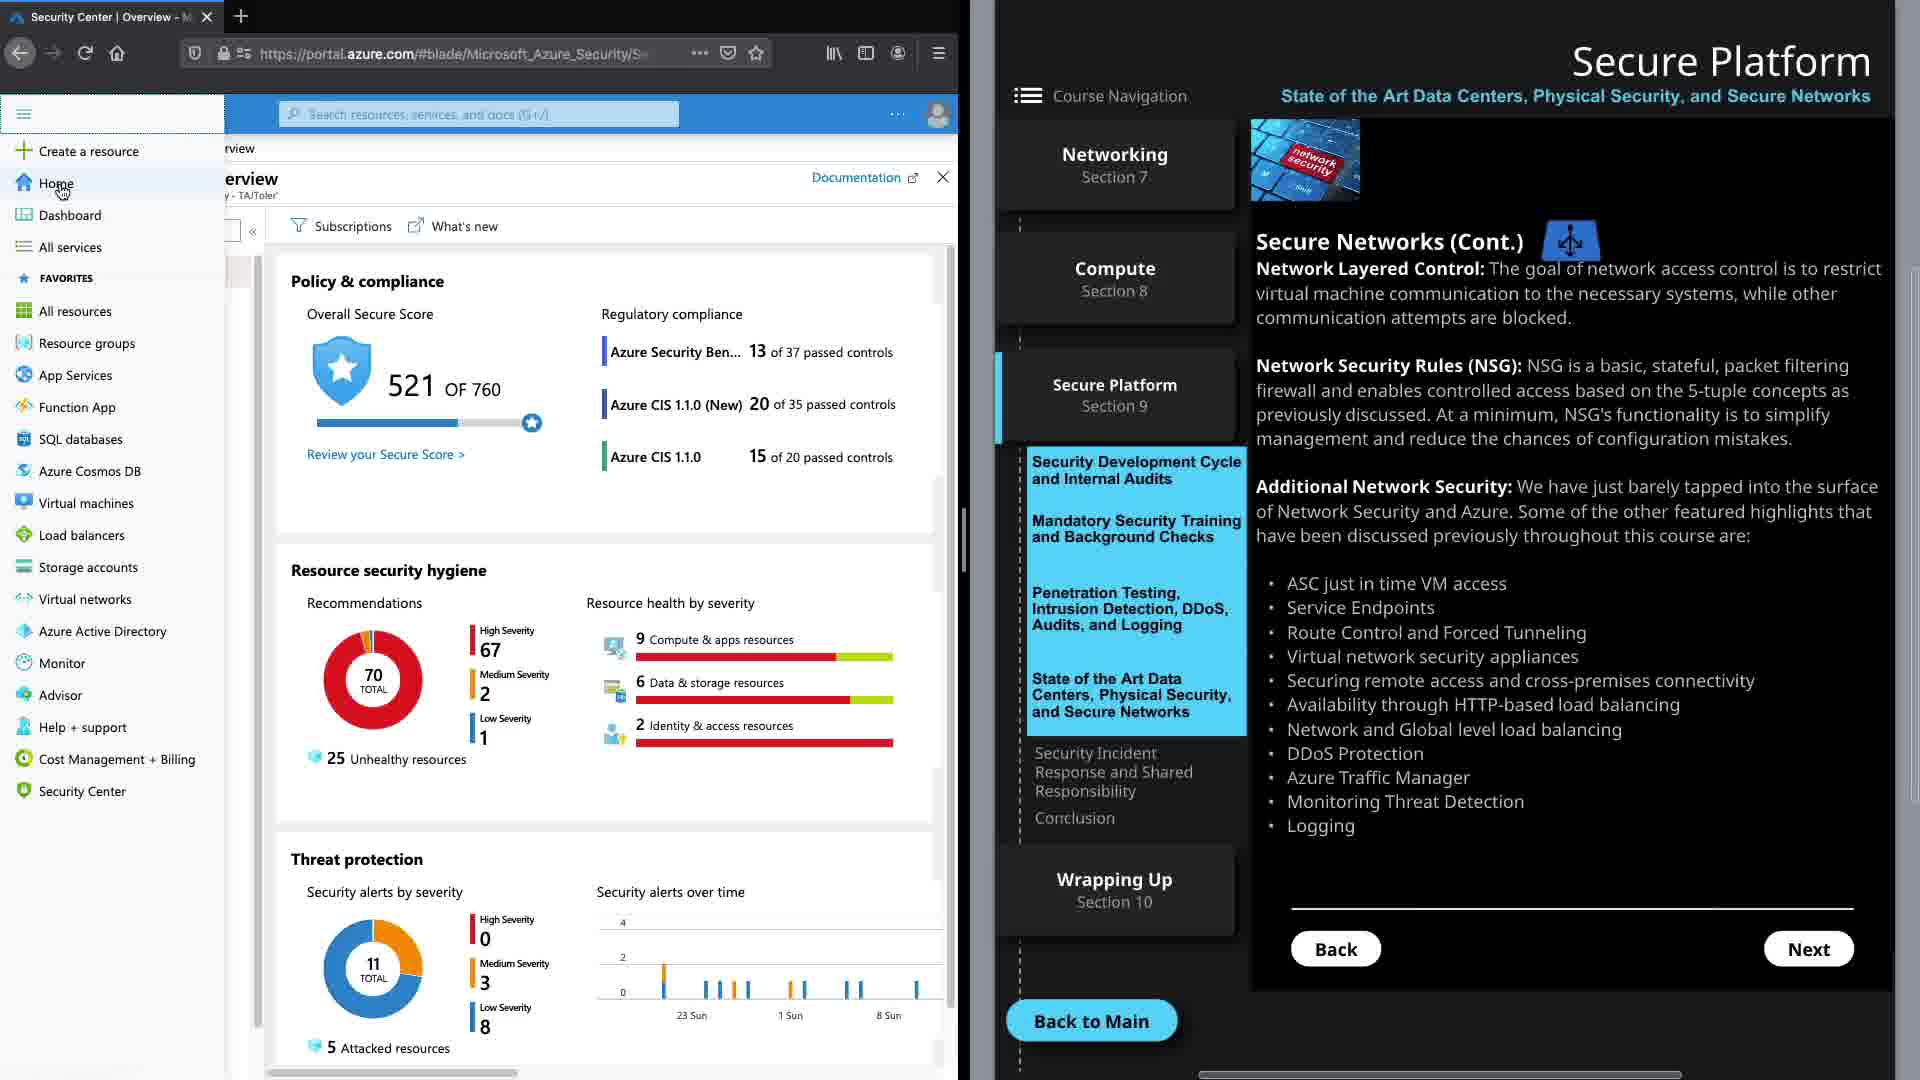 Security Center | Overview - M
https://portal.azure.com/#blade/Microsoft_Azure_Security/Se
Search resources, services, and docs (G+/)
Create a resource
Home
Dashboard
All services
FAVORITES
All resources
Resource groups
App Services
Function App
SQL databases
Azure Cosmos DB
Virtual machines
Load balancers
Storage accounts
Virtual networks
Azure Active Directory
Monitor
Advisor
Help + support
Cost Management + Billing
Security Center
rview
erview
y - TA/Toler'
Documentation
Subscriptions
What's new
Policy & compliance
Overall Secure Score
521 OF 760
Review your Secure Score >
Regulatory compliance
Azure Security Ben... 13 of 37 passed controls
Azure CIS 1.1.0 (New) 20 of 35 passed controls
Azure CIS 1.1.0 15 of 20 passed controls
Resource security hygiene
Recommendations
70
TOTAL
High Severity
67
Medium Severity
2
Low Severity
1
25 Unhealthy resources
Resource health by severity
9 Compute & apps resources
6 Data & storage resources
2 Identity & access resources
Threat protection
Security alerts by severity
11
TOTAL
High Severity
0
Medium Severity
3
Low Severity
8
5 Attacked resources
Security alerts over time
4
2
0
23 Sun
1 Sun
8 Sun
Secure Platform
State of the Art Data Centers, Physical Security, and Secure Networks
Course Navigation
Networking
Section 7
Compute
Section 8
Secure Platform
Section 9
Security Development Cycle
and Internal Audits
Mandatory Security Training
and Background Checks
Penetration Testing,
Intrusion Detection, DDoS,
Audits, and Logging
State of the Art Data
Centers, Physical Security,
and Secure Networks
Security Incident
Response and Shared
Responsibility
Conclusion
Wrapping Up
Section 10
Back to Main
network
security
Secure Networks (Cont.)
Network Layered Control: The goal of network access control is to restrict
virtual machine communication to the necessary systems, while other
communication attempts are blocked.
Network Security Rules (NSG): NSG is a basic, stateful, packet filtering
firewall and enables controlled access based on the 5-tuple concepts as
previously discussed. At a minimum, NSG's functionality is to simplify
management and reduce the chances of configuration mistakes.
Additional Network Security: We have just barely tapped into the surface
of Network Security and Azure. Some of the other featured highlights that
have been discussed previously throughout this course are:
• ASC just in time VM access
• Service Endpoints
• Route Control and Forced Tunneling
• Virtual network security appliances
• Securing remote access and cross-premises connectivity
• Availability through HTTP-based load balancing
• Network and Global level load balancing
• DDoS Protection
• Azure Traffic Manager
• Monitoring Threat Detection
• Logging
Back
Next